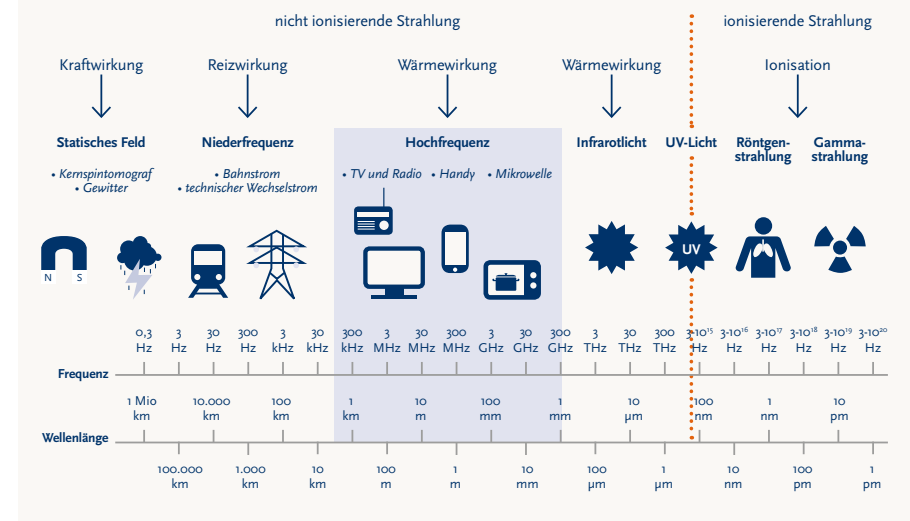 nicht ionisierende Strahlung
ionisierende Strahlung
Kraftwirkung
Reizwirkung
Wärmewirkung
Wärmewirkung
Ionisation
Statisches Feld
Niederfrequenz
Hochfrequenz
Infrarotlicht
UV-Licht
Röntgen-
strahlung
Gamma-
strahlung
• Kernspintomograf
• Gewitter
• Bahnstrom
• technischer Wechselstrom
• TV und Radio • Handy • Mikrowelle
N S
UV
0,3 3 30 300 3 30 300 3 30 300 3 30 300 3 30 300 3·10¹⁵ 3·10¹⁶ 3·10¹⁷ 3·10¹⁸ 3·10¹⁹ 3·10²⁰
Hz Hz Hz Hz kHz kHz kHz MHz MHz MHz GHz GHz GHz THz THz THz Hz Hz Hz Hz Hz Hz
Frequenz
1 Mio 10.000 100 1 10 100 1 10 100 1 10
km km km km m mm mm µm nm nm pm
Wellenlänge
100.000 1.000 10 100 1 10 100 1 10 100 1
km km km m m mm µm µm nm pm pm